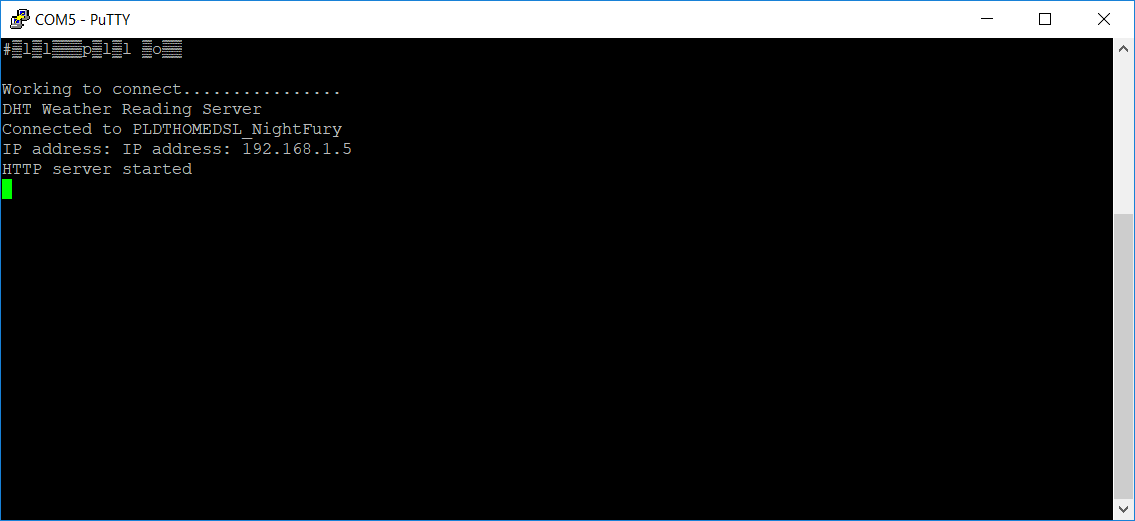 COM5 - PuTTY
#▒l▒l▒▒▒p▒l▒l ▒o▒▒
Working to connect................
DHT Weather Reading Server
Connected to PLDTHOMEDSL_NightFury
IP address: IP address: 192.168.1.5
HTTP server started